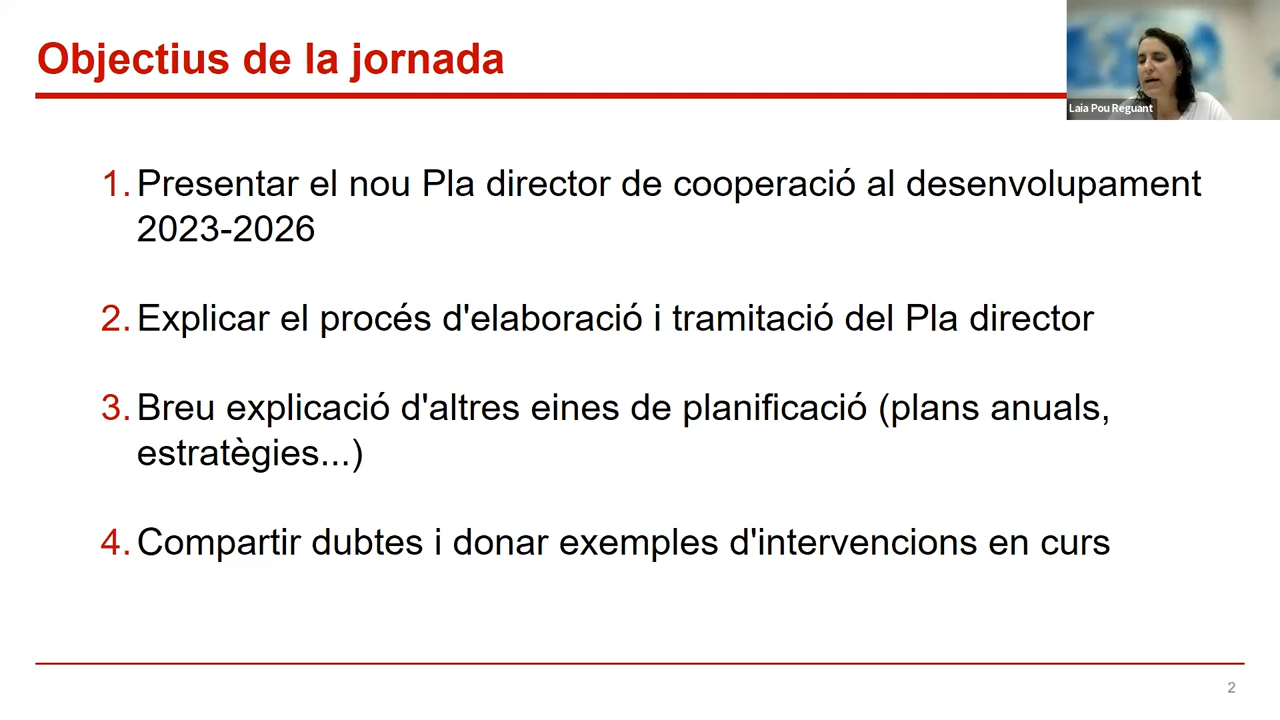 Objectius de la jornada
Laia Pou Reguant
1. Presentar el nou Pla director de cooperació al desenvolupament
2023-2026
2. Explicar el procés d'elaboració i tramitació del Pla director
3. Breu explicació d'altres eines de planificació (plans anuals,
estratègies...)
4. Compartir dubtes i donar exemples d'intervencions en curs
2